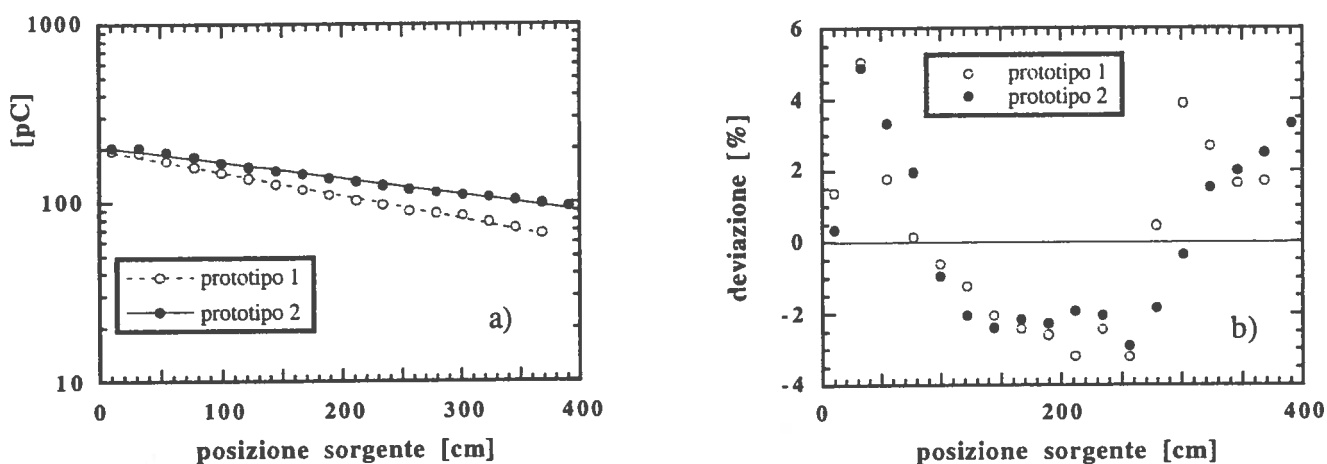 1000
100
10
[pC]
prototipo 1
prototipo 2
a)
0
100
200
300
400
posizione sorgente [cm]
6
4
2
0
-2
-4
deviazione [%]
prototipo 1
prototipo 2
b)
0
200
400
posizione sorgente [cm]